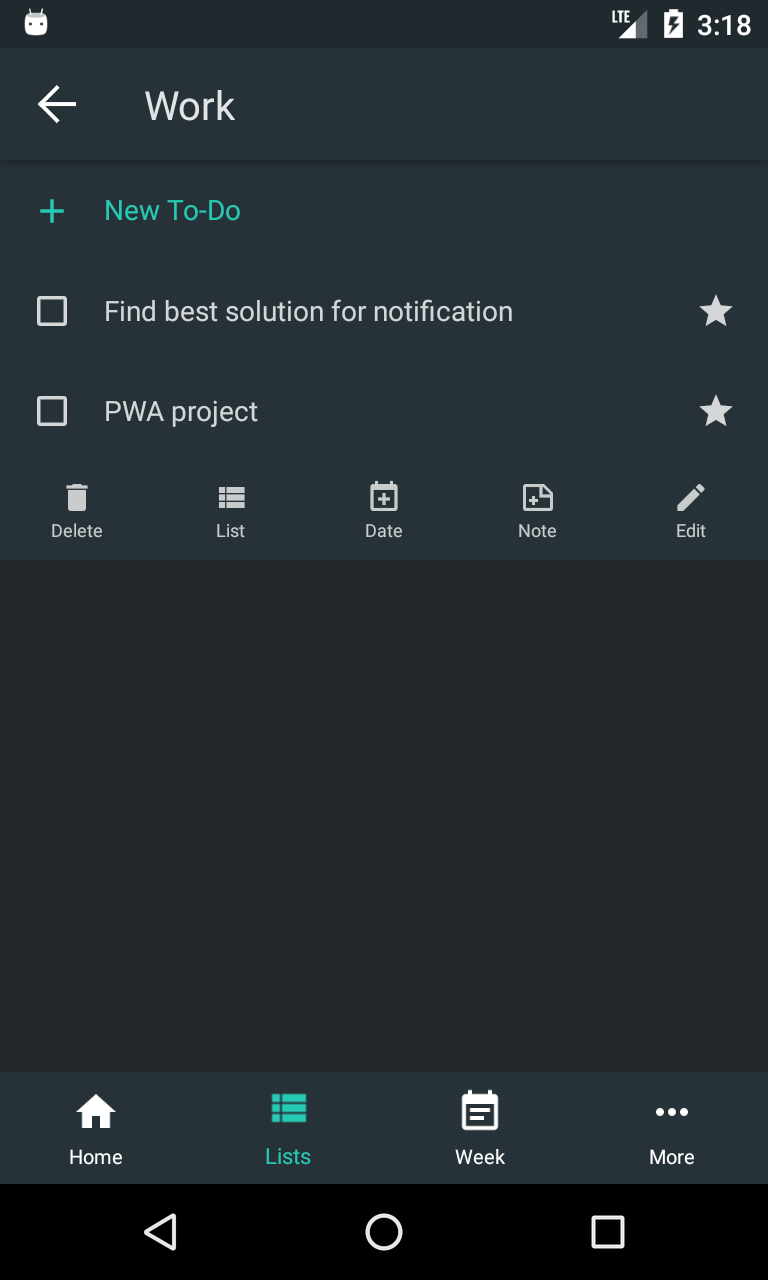 LTE 3:18
Work
New To-Do
Find best solution for notification
PWA project
Delete List Date Note Edit
Home Lists Week More